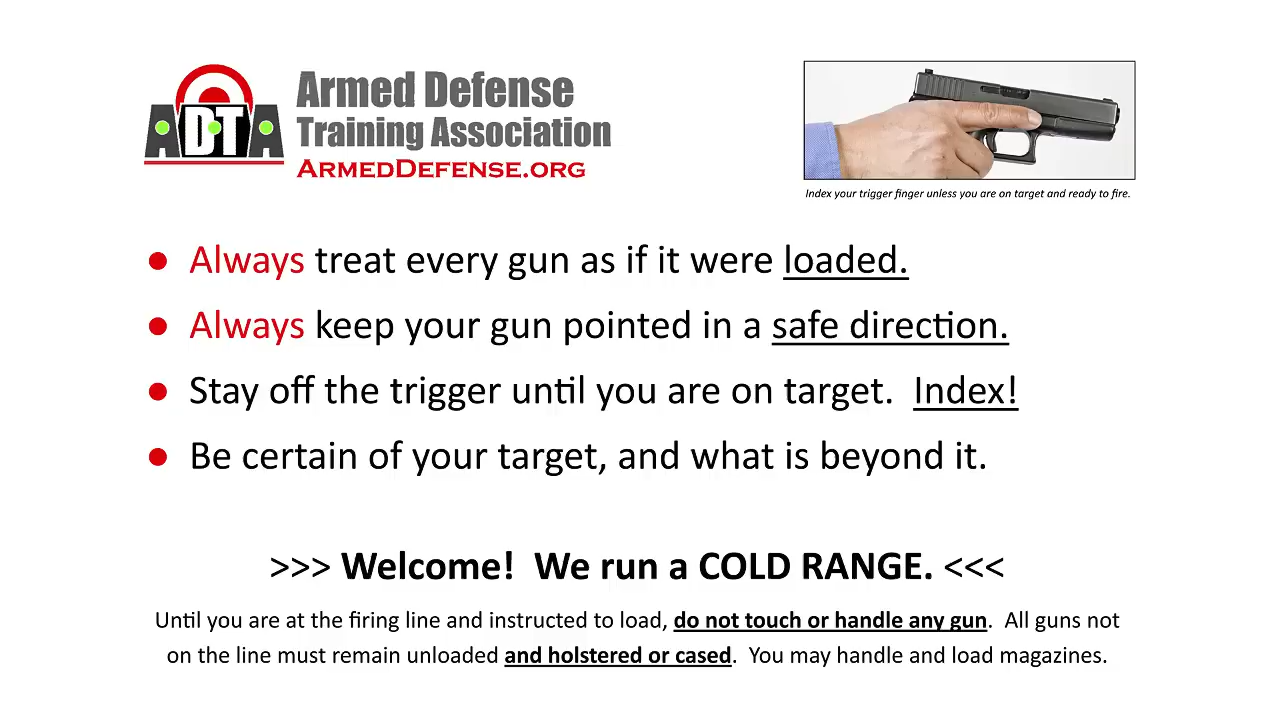 ADTA
Armed Defense
Training Association
ArmedDefense.org
Index your trigger finger unless you are on target and ready to fire.
● Always treat every gun as if it were loaded.
● Always keep your gun pointed in a safe direction.
● Stay off the trigger until you are on target.  Index!
● Be certain of your target, and what is beyond it.
>>> Welcome!  We run a COLD RANGE. <<<
Until you are at the firing line and instructed to load, do not touch or handle any gun.  All guns not
on the line must remain unloaded and holstered or cased.  You may handle and load magazines.